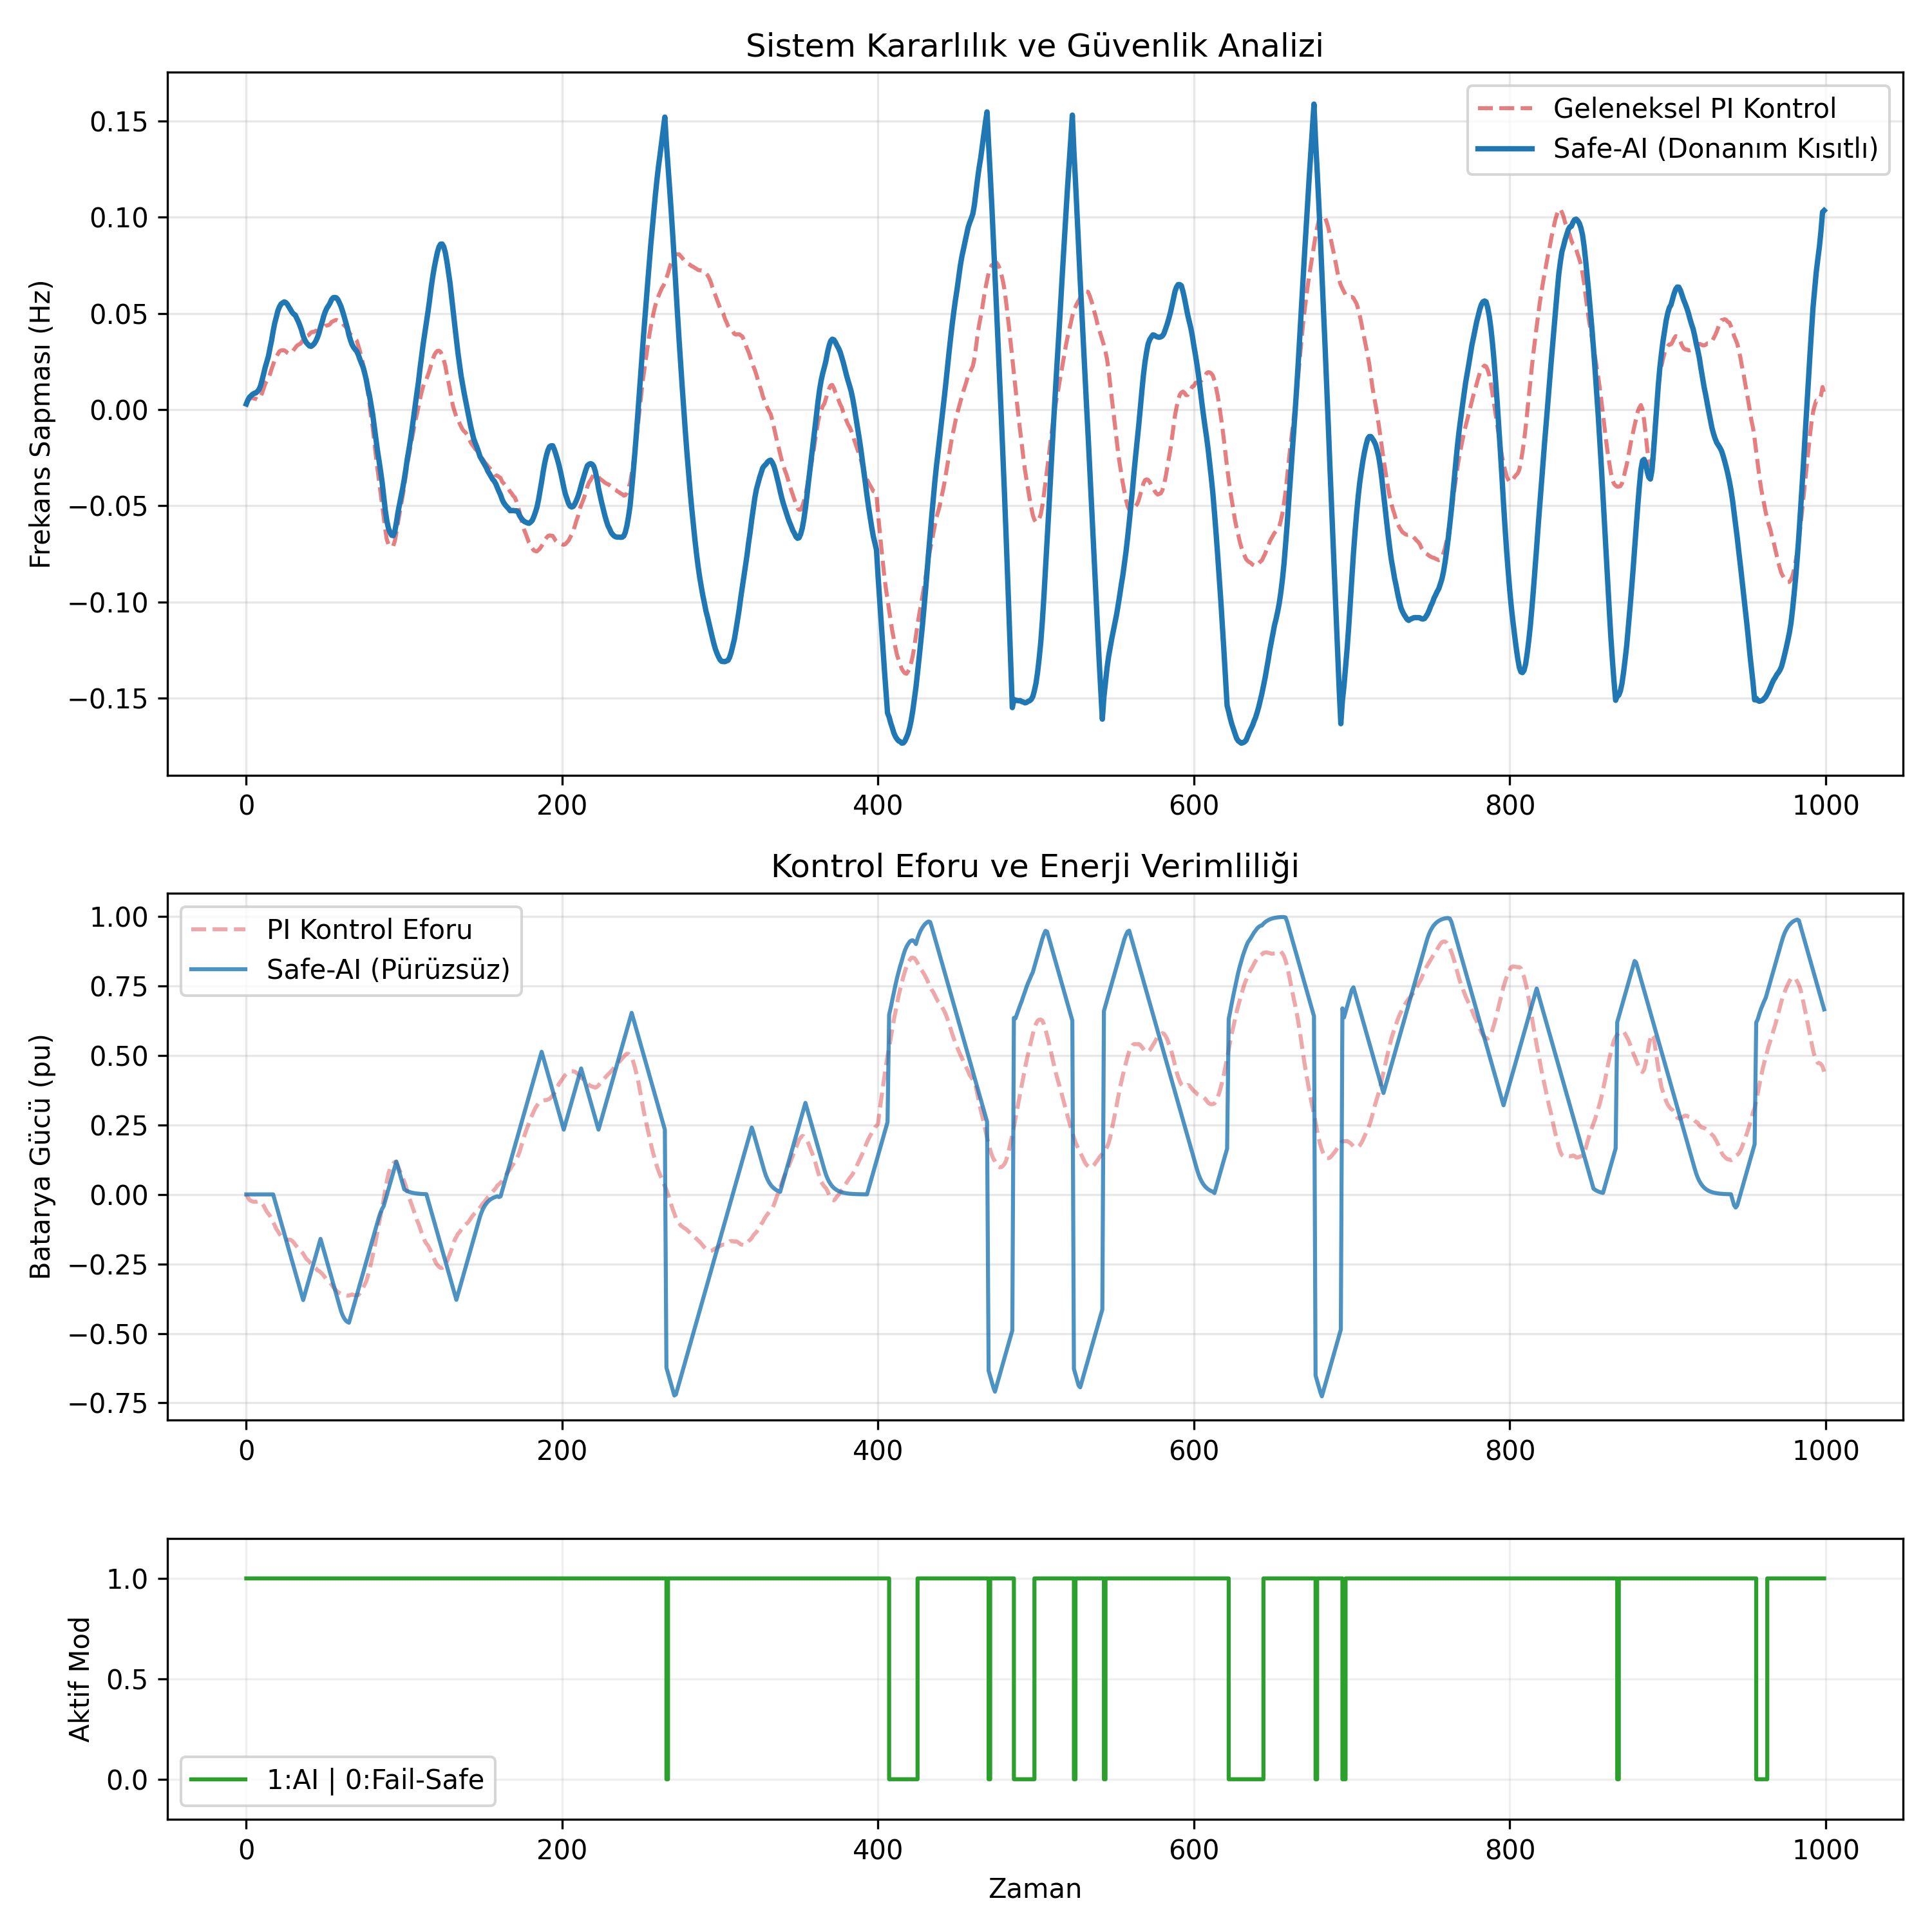 Sistem Kararlılık ve Güvenlik Analizi
Frekans Sapması (Hz)
0.15
0.10
0.05
0.00
−0.05
−0.10
−0.15
Geleneksel PI Kontrol
Safe-AI (Donanım Kısıtlı)
0 200 400 600 800 1000
Kontrol Eforu ve Enerji Verimliliği
Batarya Gücü (pu)
1.00
0.75
0.50
0.25
0.00
−0.25
−0.50
−0.75
PI Kontrol Eforu
Safe-AI (Pürüzsüz)
0 200 400 600 800 1000
Aktif Mod
1.0
0.5
0.0
1:AI | 0:Fail-Safe
0 200 400 600 800 1000
Zaman